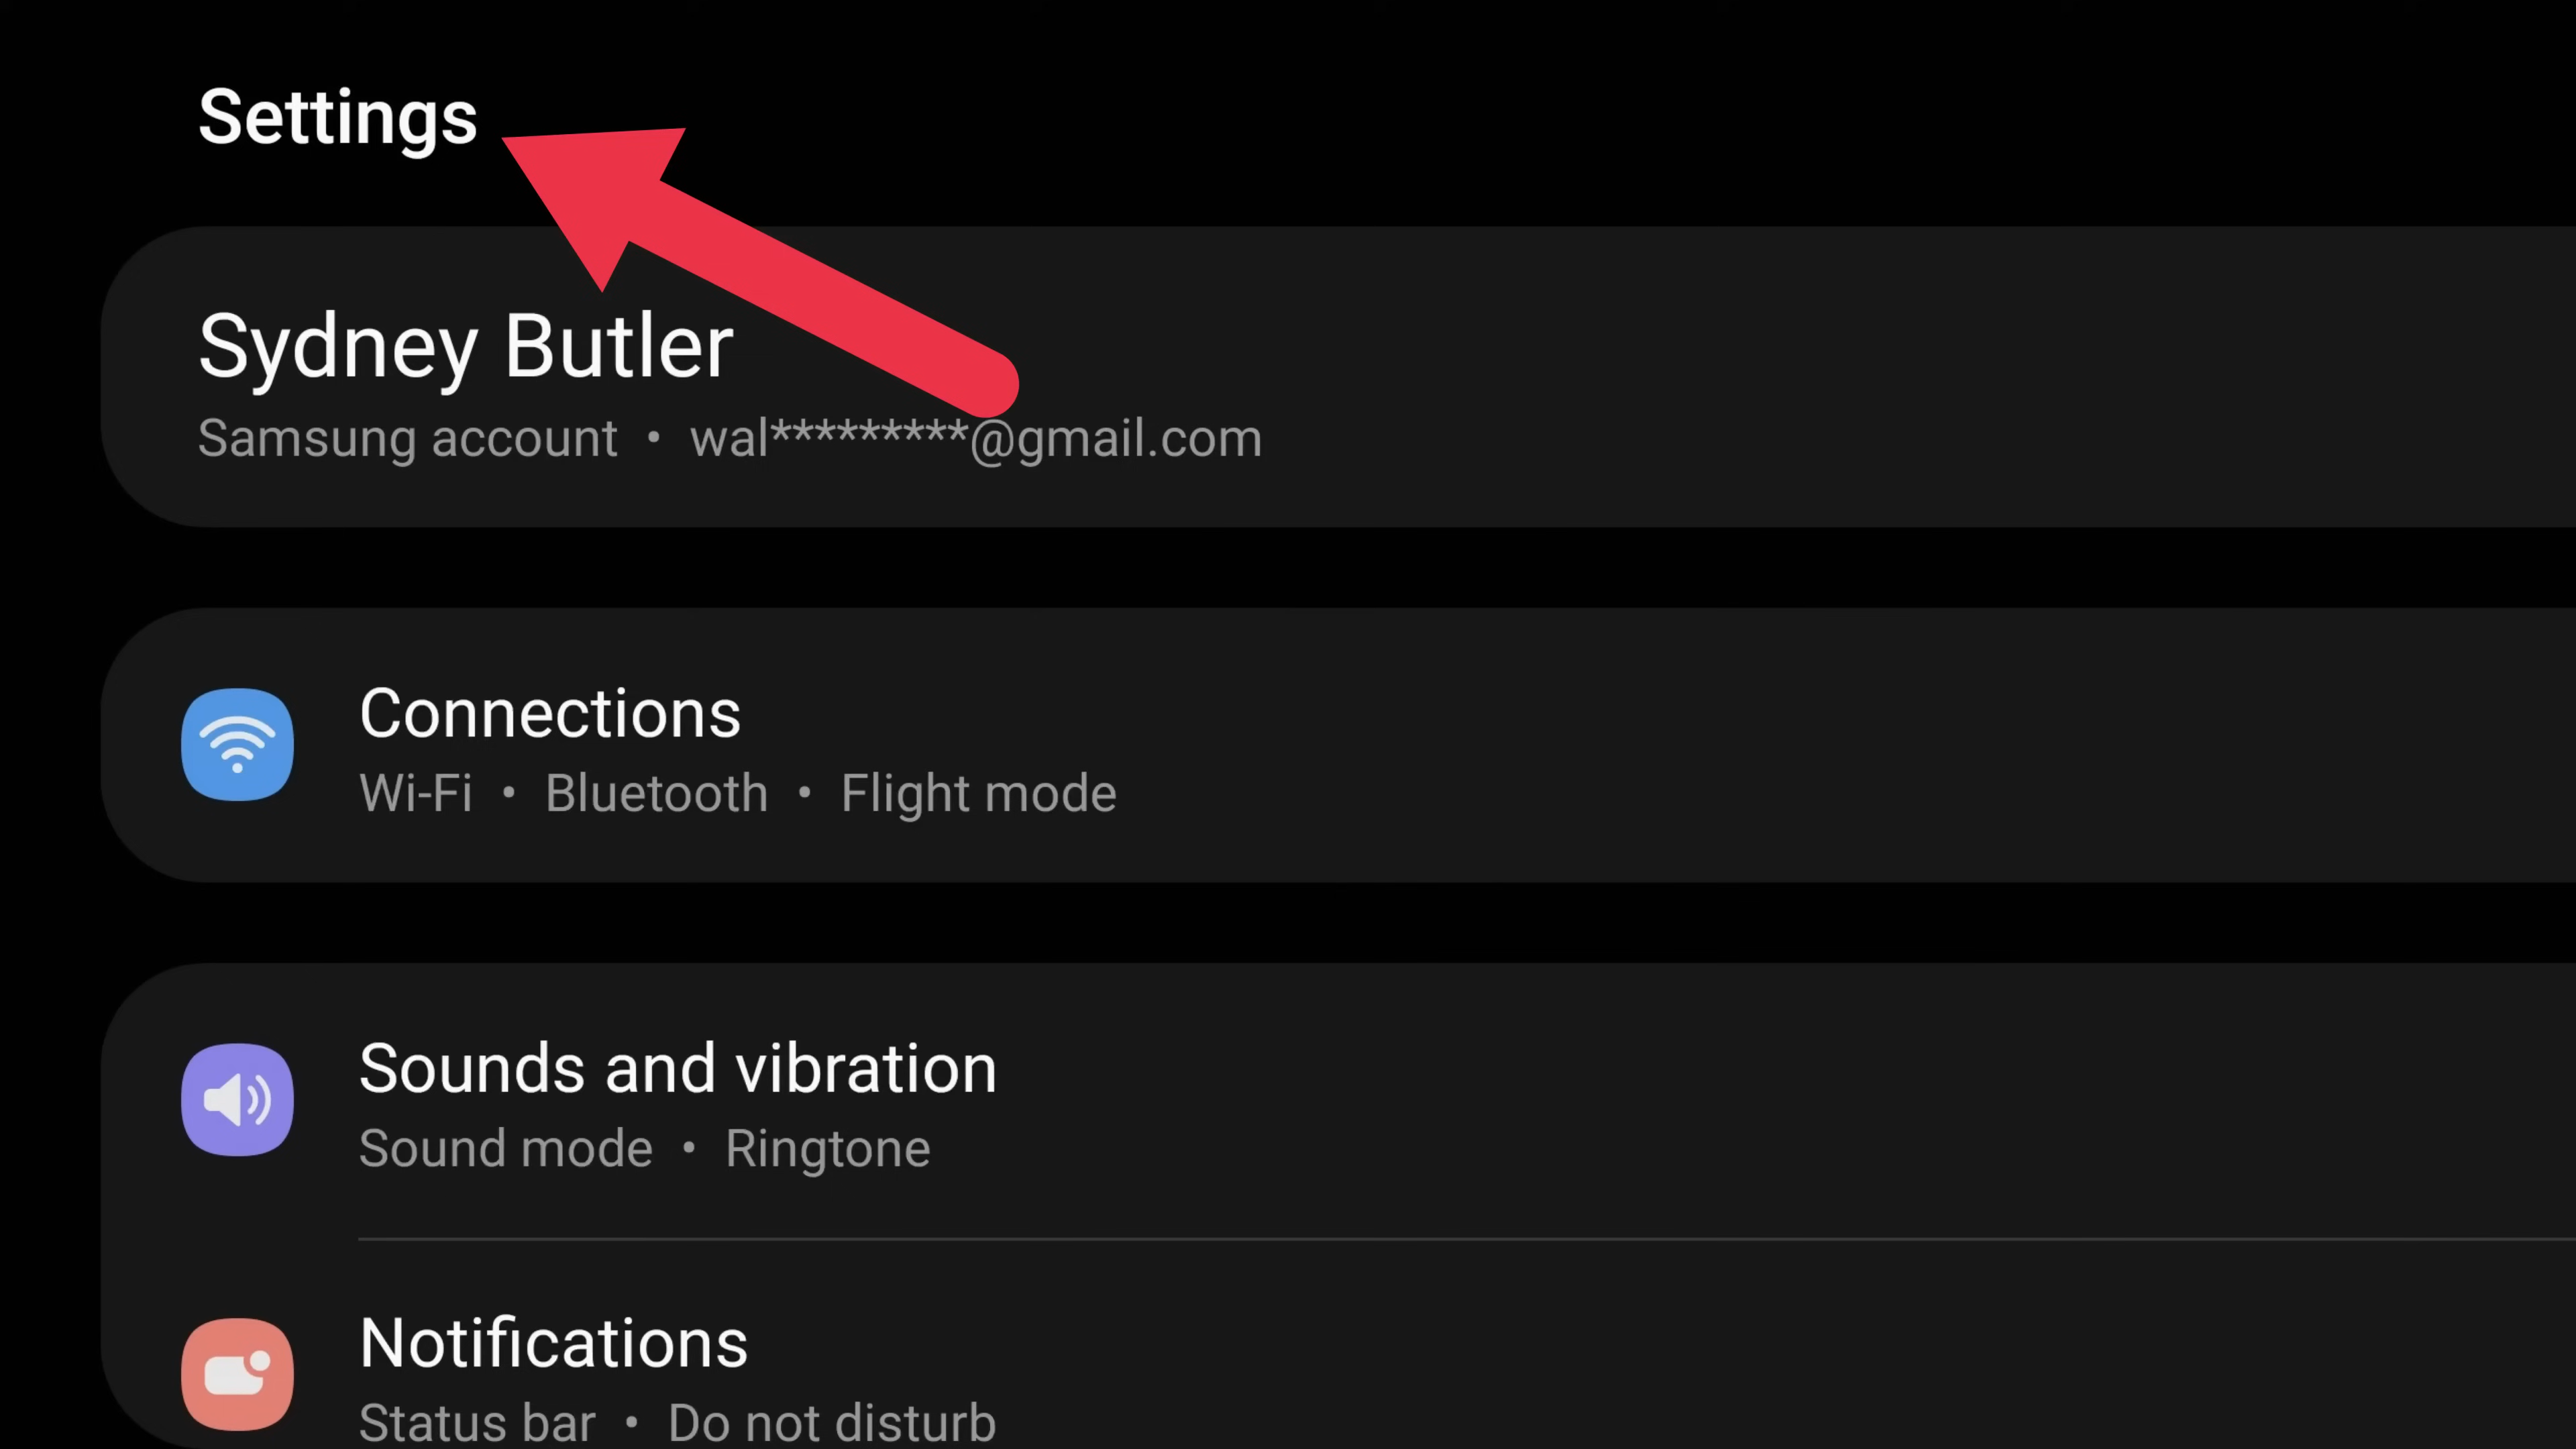 Settings
Sydney Butler
Samsung account • wal*********@gmail.com
Connections
Wi-Fi • Bluetooth • Flight mode
Sounds and vibration
Sound mode • Ringtone
Notifications
Status bar • Do not disturb